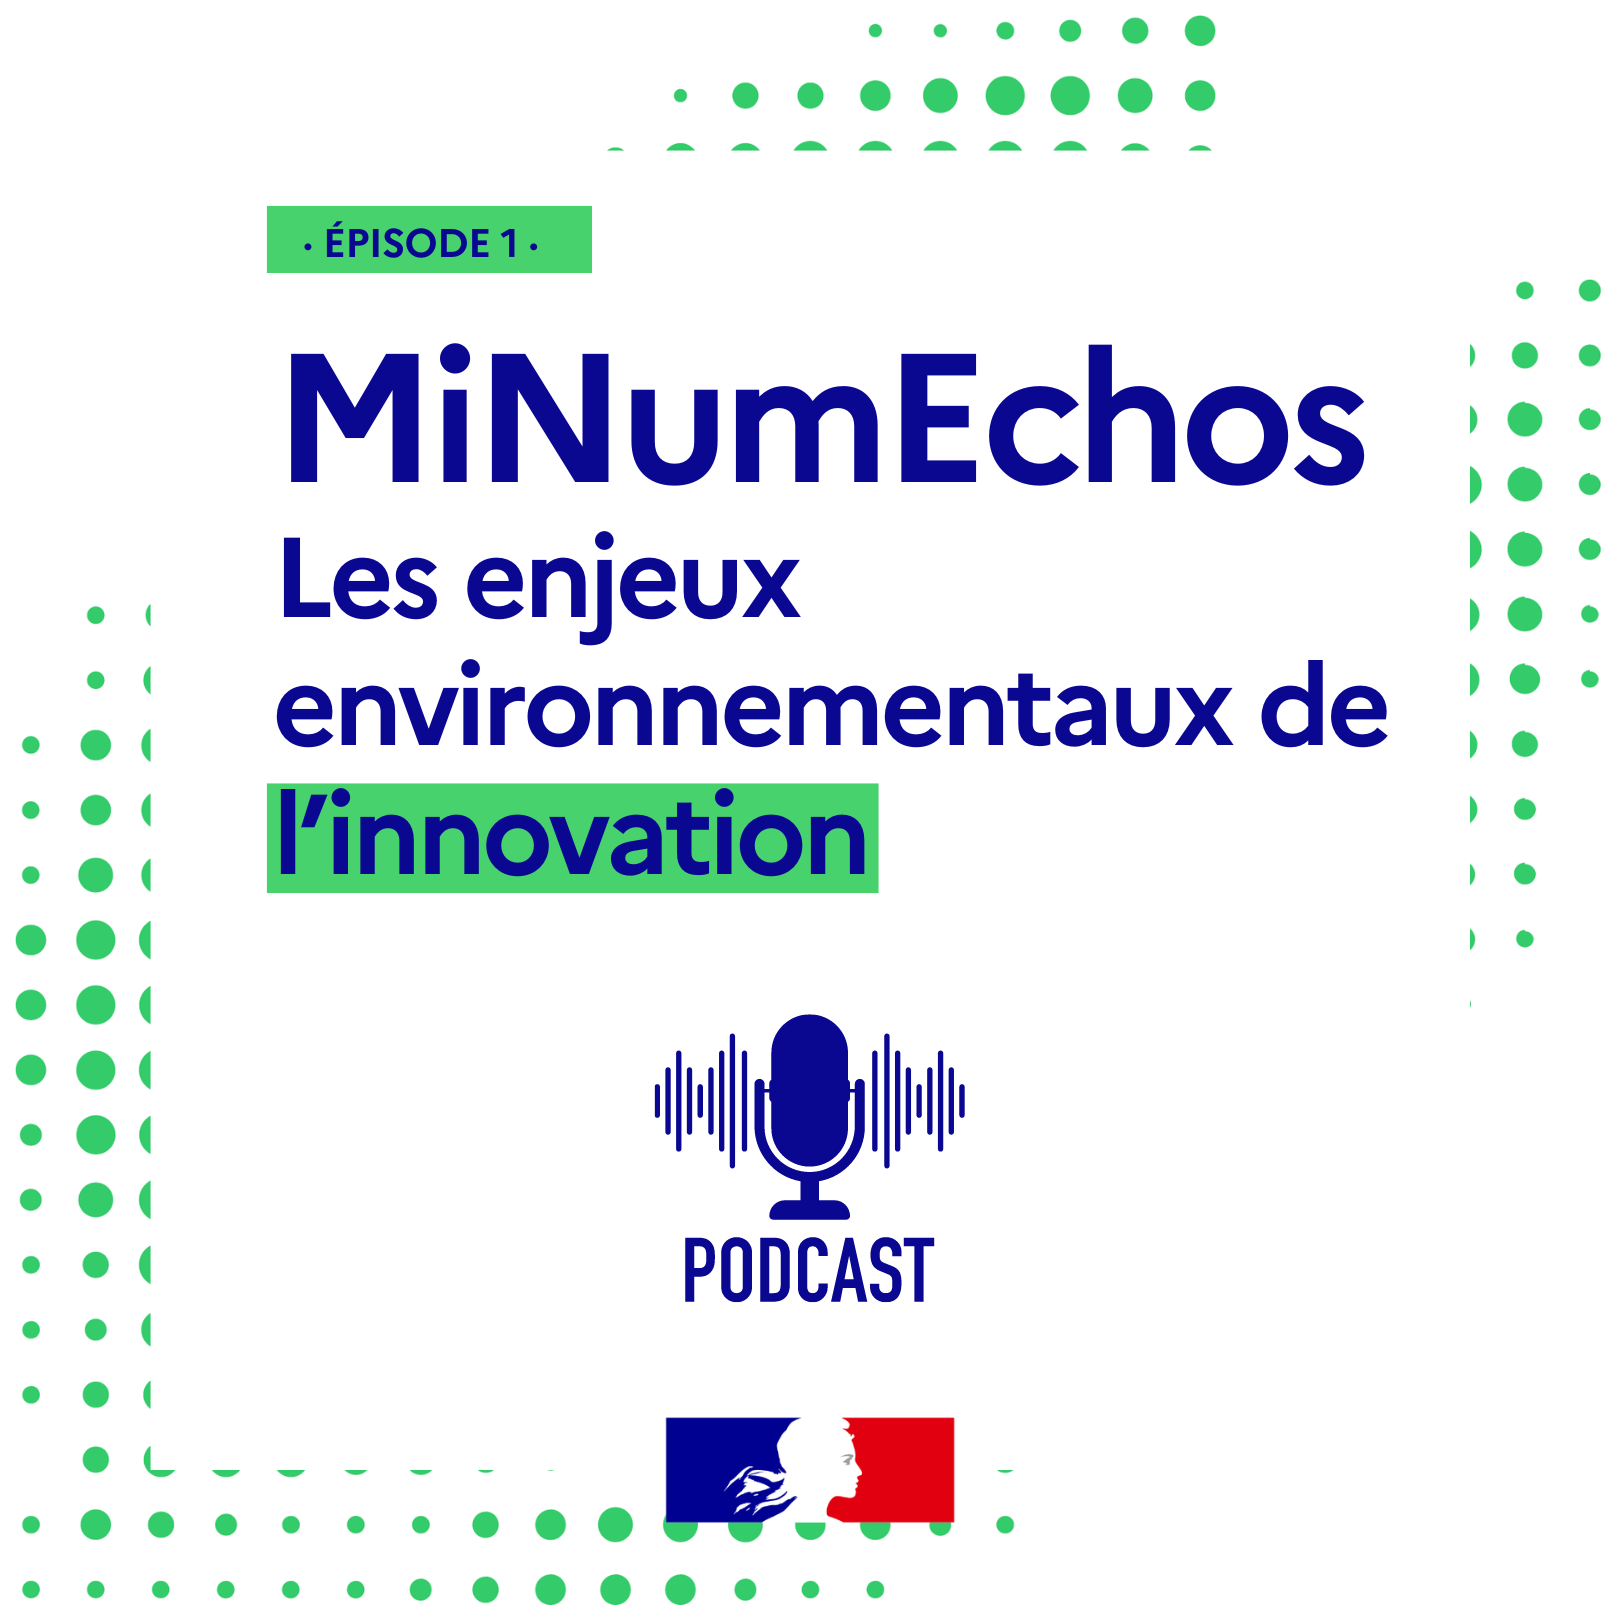 · ÉPISODE 1 ·
MiNumEchos
Les enjeux
environnementaux de
l’innovation
PODCAST